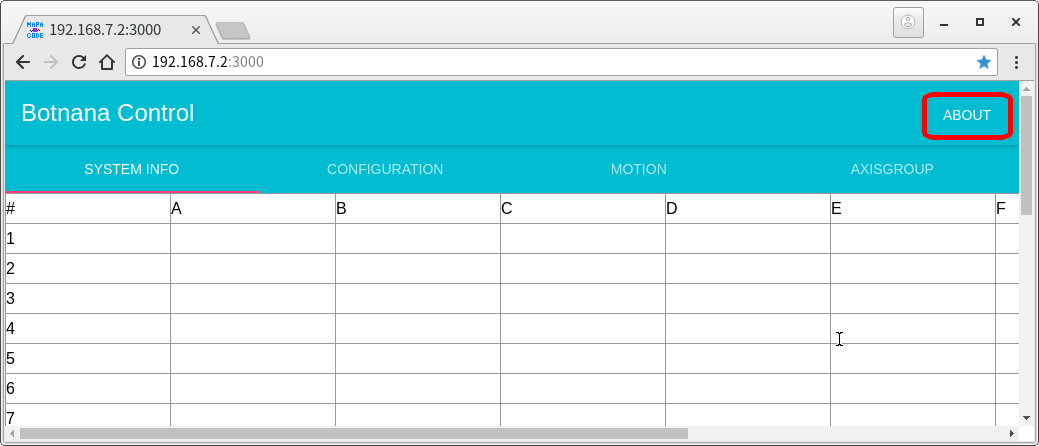 MAPA
CODE
192.168.7.2:3000
192.168.7.2:3000
Botnana Control
ABOUT
SYSTEM INFO CONFIGURATION MOTION AXISGROUP
# A B C D E F
1
2
3
4
5
6
7